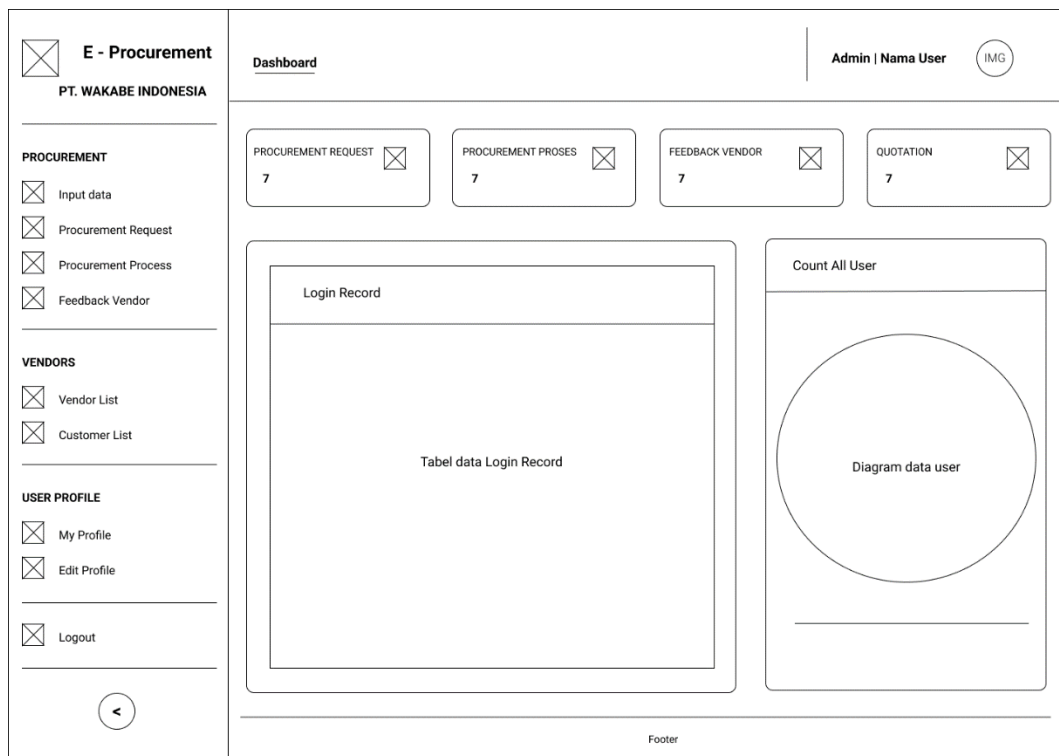 E - Procurement
PT. WAKABE INDONESIA
PROCUREMENT
Input data
Procurement Request
Procurement Process
Feedback Vendor
VENDORS
Vendor List
Customer List
USER PROFILE
My Profile
Edit Profile
Logout
<
Dashboard
Admin | Nama User
IMG
PROCUREMENT REQUEST
7
PROCUREMENT PROSES
7
FEEDBACK VENDOR
7
QUOTATION
7
Login Record
Tabel data Login Record
Count All User
Diagram data user
Footer